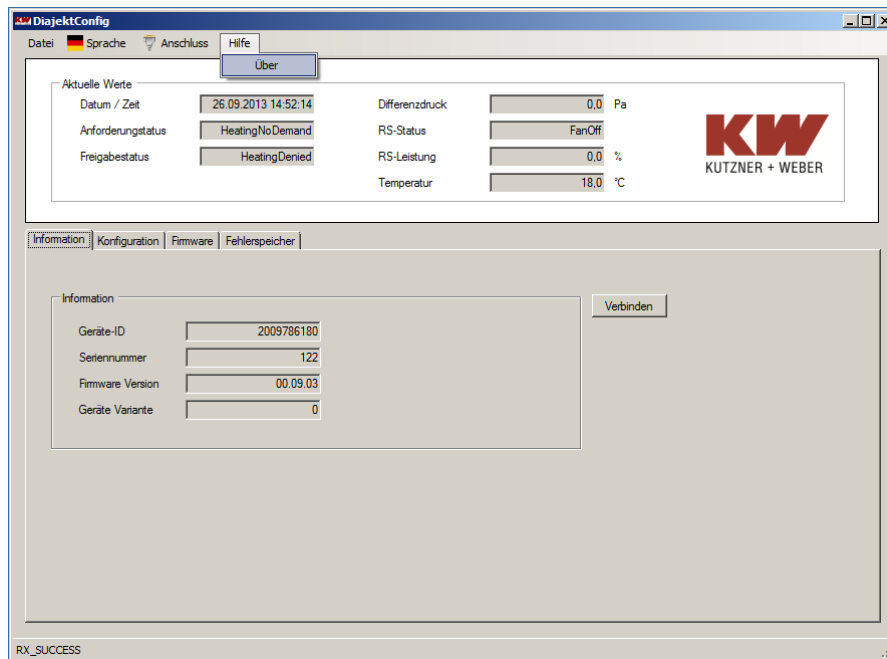 KW DiajektConfig
Datei Sprache Anschluss Hilfe
Über
Aktuelle Werte
Datum / Zeit 26.09.2013 14:52:14 Differenzdruck 0,0 Pa
Anforderungstatus HeatingNoDemand RS-Status FanOff
Freigabestatus HeatingDenied RS-Leistung 0,0 %
Temperatur 18,0 °C
KW
KUTZNER + WEBER
Information Konfiguration Firmware Fehlerspeicher
Information
Verbinden
Geräte-ID 2009786180
Seriennummer 122
Firmware Version 00.09.03
Geräte Variante 0
RX_SUCCESS